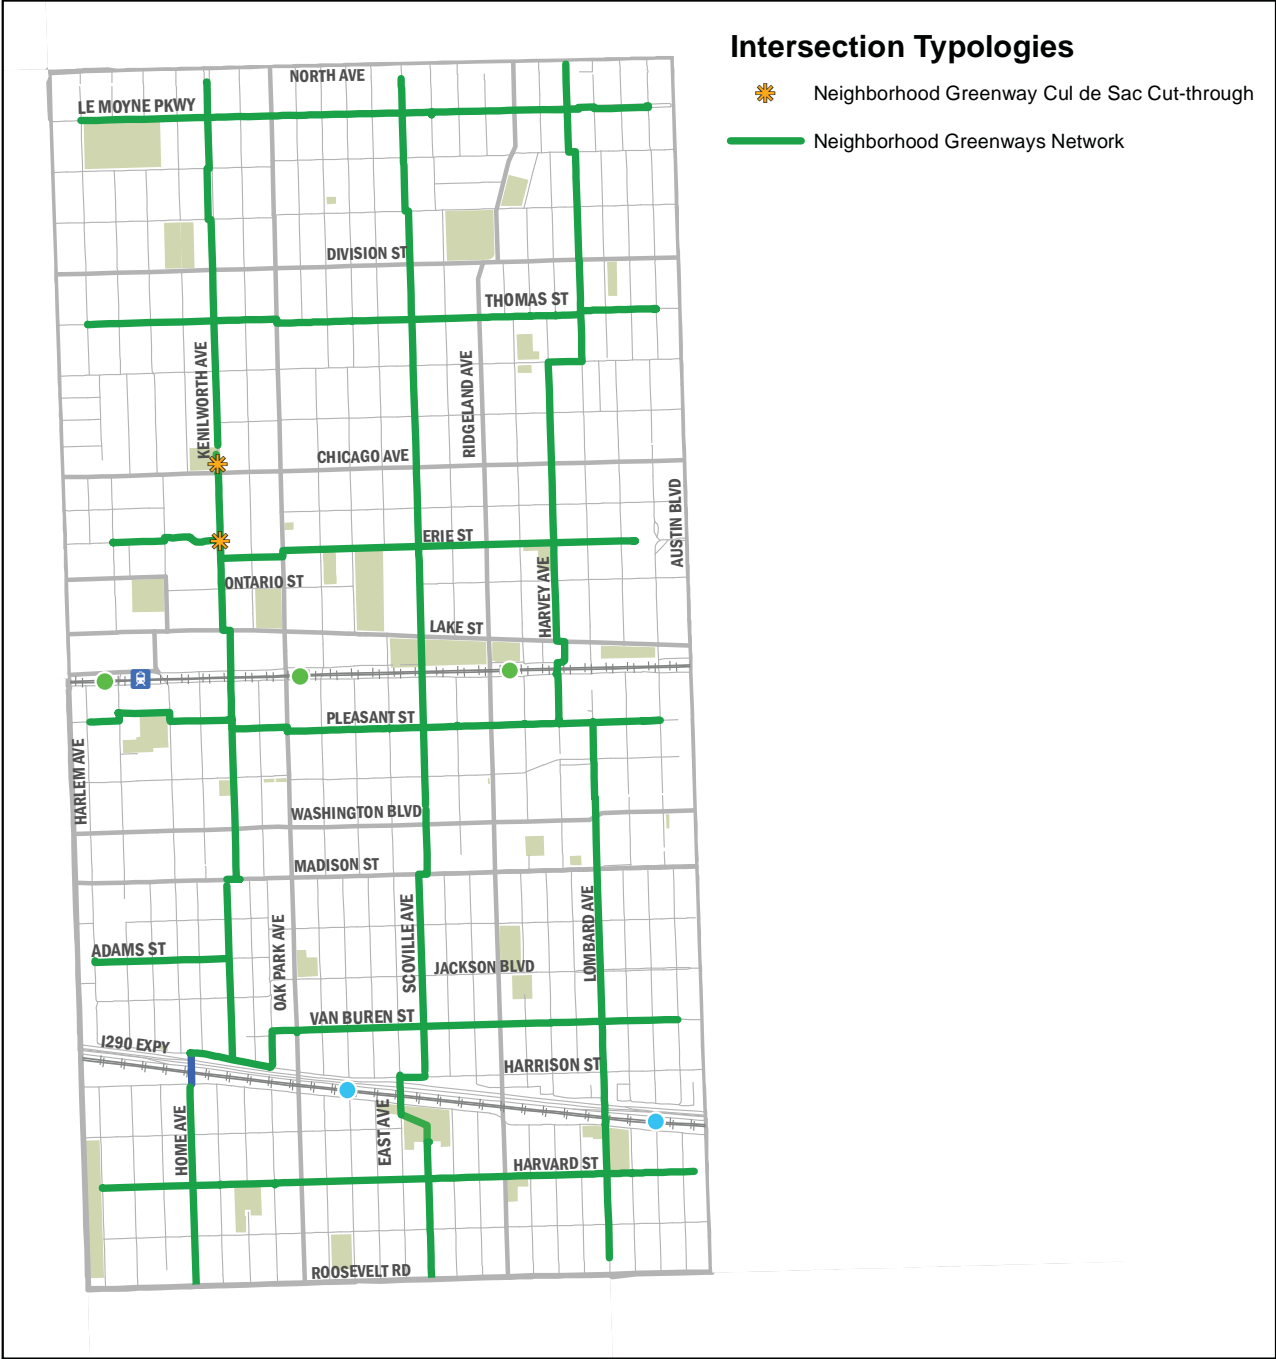 Intersection Typologies
Neighborhood Greenway Cul de Sac Cut-through
Neighborhood Greenways Network
NORTH AVE
LE MOYNE PKWY
DIVISION ST
THOMAS ST
KENILWORTH AVE
RIDGELAND AVE
CHICAGO AVE
AUSTIN BLVD
ERIE ST
HARVEY AVE
ONTARIO ST
LAKE ST
PLEASANT ST
HARLEM AVE
WASHINGTON BLVD
MADISON ST
LOMBARD AVE
SCOVILLE AVE
OAK PARK AVE
ADAMS ST
JACKSON BLVD
VAN BUREN ST
I290 EXPY
HARRISON ST
HOME AVE
EAST AVE
HARVARD ST
ROOSEVELT RD